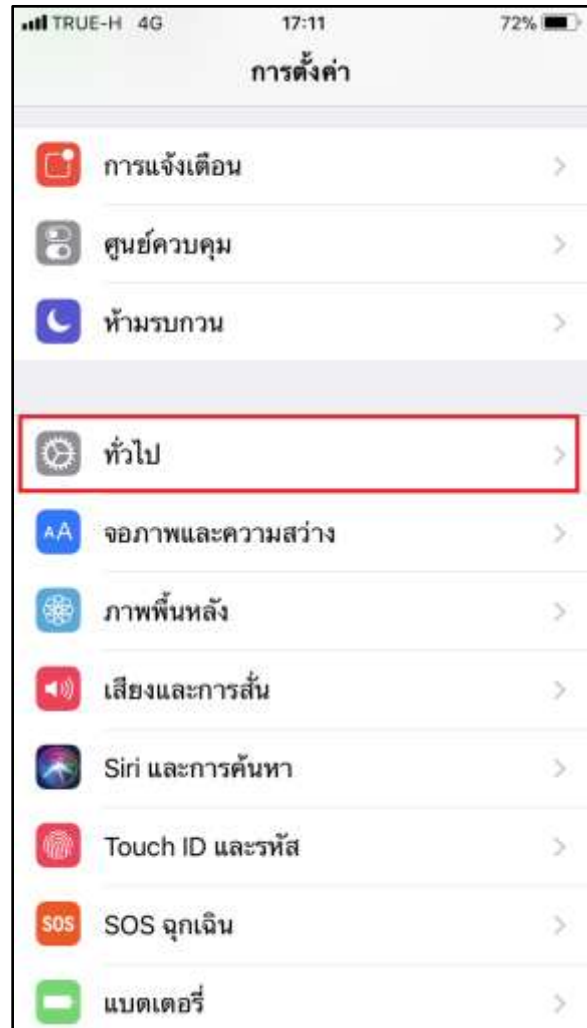 TRUE-H 4G 17:11 72%
การตั้งค่า
การแจ้งเตือน
ศูนย์ควบคุม
ห้ามรบกวน
ทั่วไป
AA จอภาพและความสว่าง
ภาพพื้นหลัง
เสียงและการสั่น
Siri และการค้นหา
Touch ID และรหัส
SOS SOS ฉุกเฉิน
แบตเตอรี่